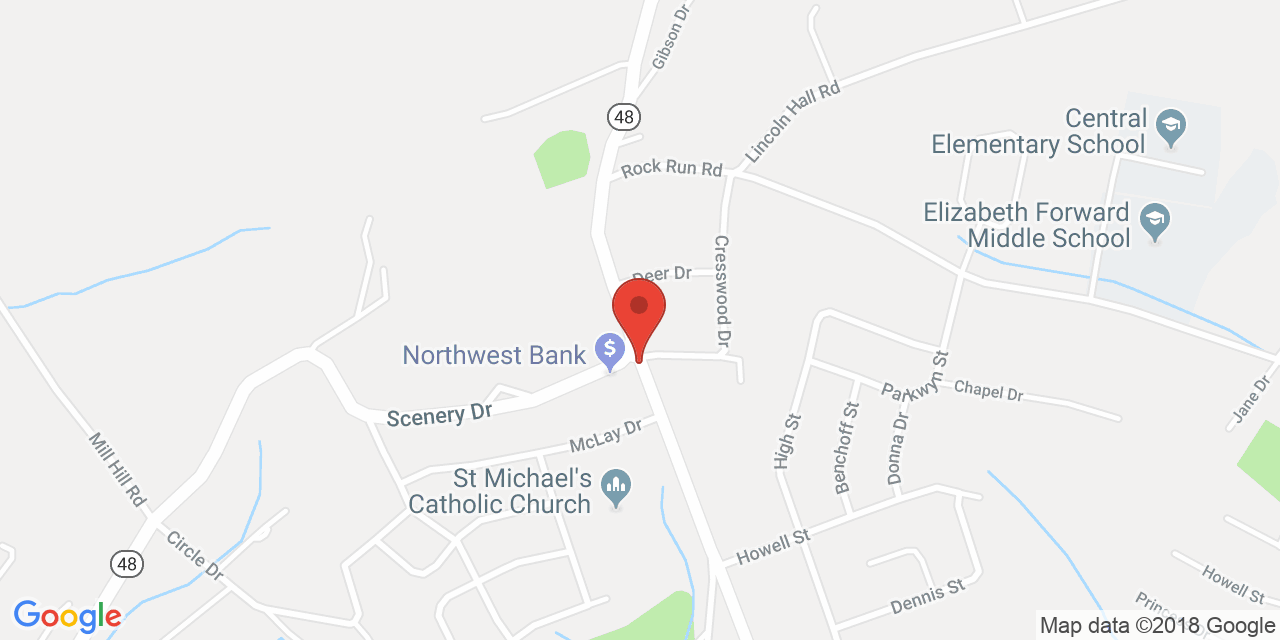 Gibson Dr
48
Lincoln Hall Rd
Central
Elementary School
Rock Run Rd
Elizabeth Forward
Middle School
Cresswood Dr
Deer Dr
Northwest Bank
$
Scenery Dr
Parkwyn St
Chapel Dr
Jane Dr
McLay Dr
High St
Benchoff St
Donna Dr
Mill Hill Rd
St Michael's
Catholic Church
Circle Dr
48
Howell St
Dennis St
Howell St
Google
Map data ©2018 Google